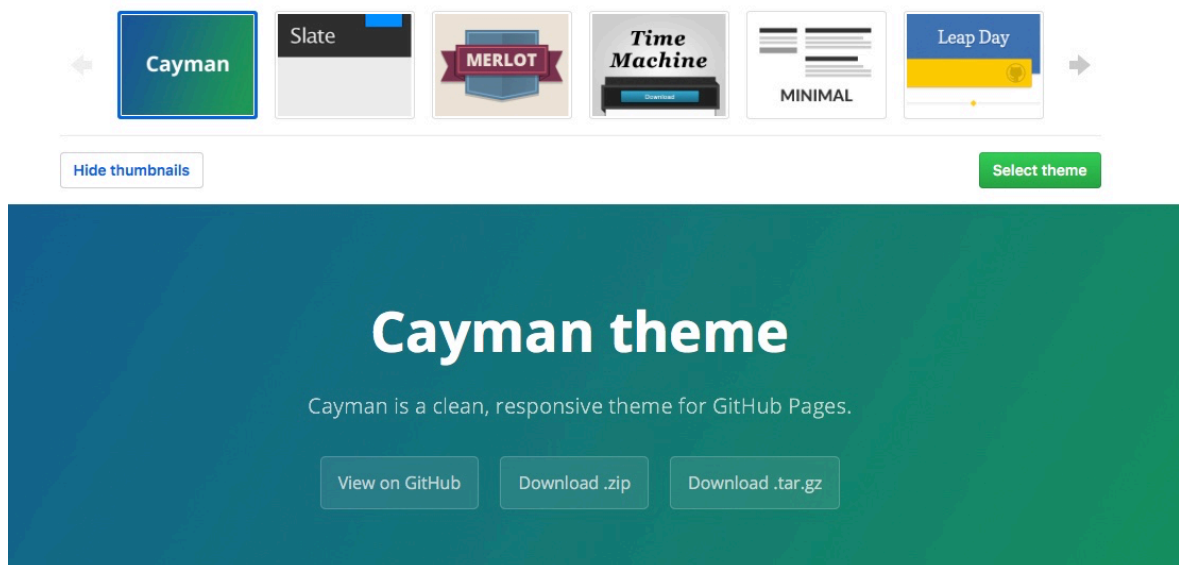 Cayman
Slate
MERLOT
Time
Machine
Download
MINIMAL
Leap Day
Hide thumbnails
Select theme
Cayman theme
Cayman is a clean, responsive theme for GitHub Pages.
View on GitHub
Download .zip
Download .tar.gz